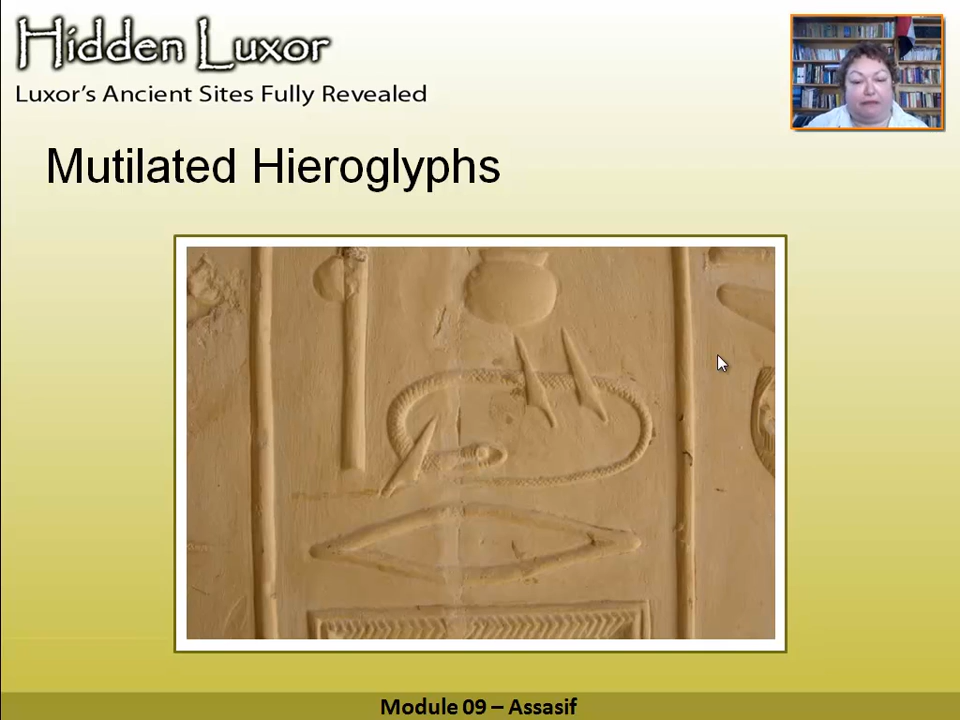 Hidden Luxor
Luxor's Ancient Sites Fully Revealed
Mutilated Hieroglyphs
Module 09 – Assasif